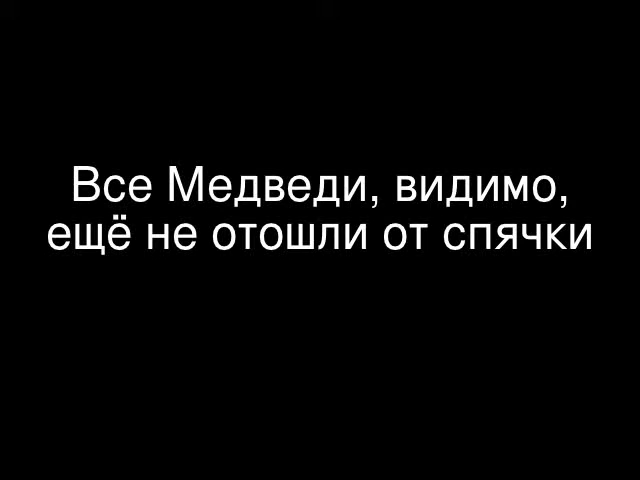 Все Медведи, видимо,
ещё не отошли от спячки